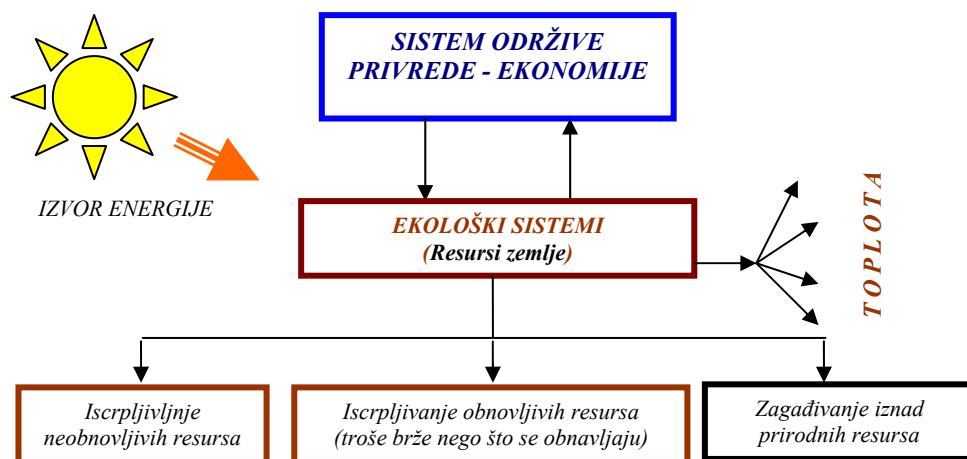 SISTEM ODRŽIVE
PRIVREDE - EKONOMIJE
IZVOR ENERGIJE
EKOLOŠKI SISTEMI
(Resursi zemlje)
TOPLOTA
Iscrpljivljnje
neobnovljivih resursa
Iscrpljivanje obnovljivih resursa
(troše brže nego što se obnavljaju)
Zagađivanje iznad
prirodnih resursa